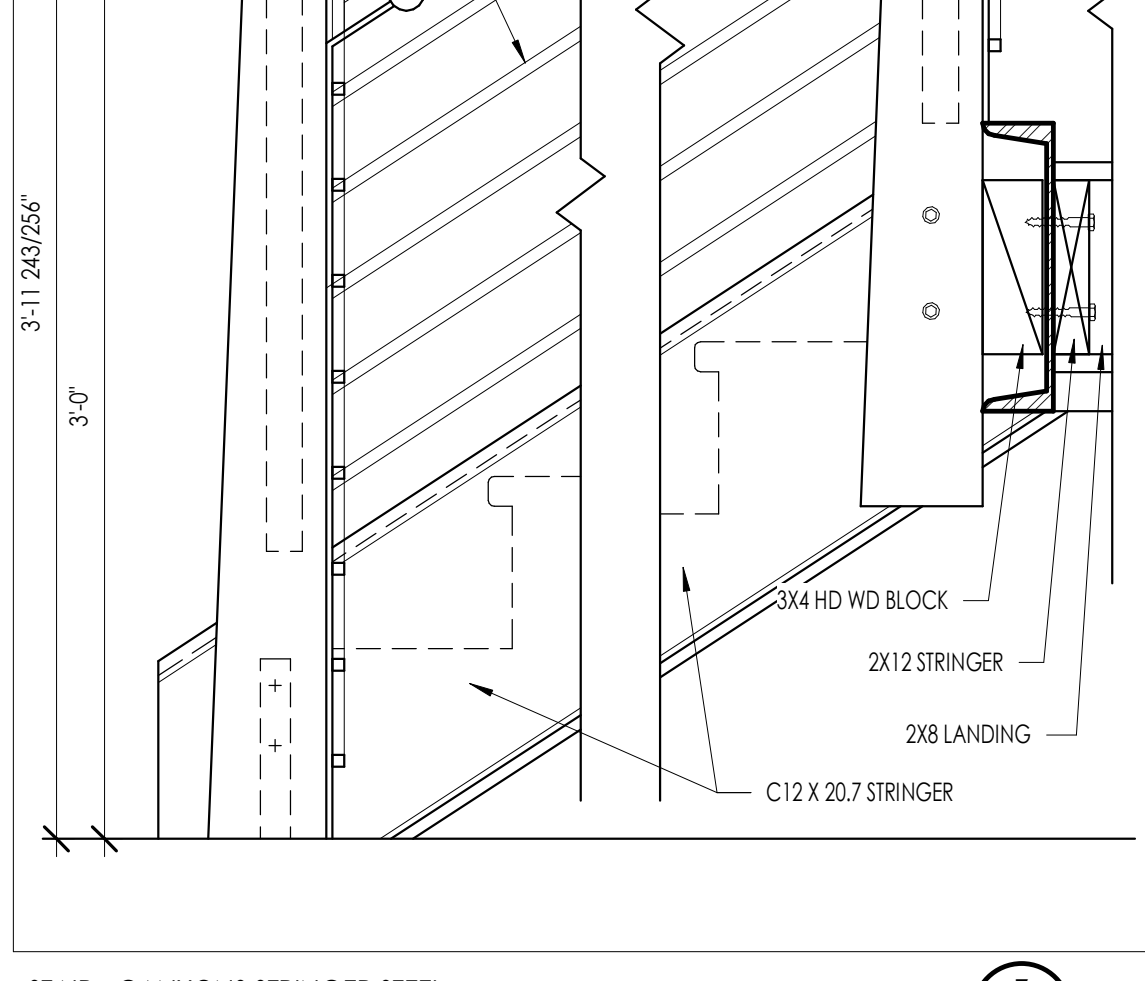 3'-11 243/256"
3'-0"
3X4 HD WD BLOCK
2X12 STRINGER
2X8 LANDING
C12 X 20.7 STRINGER